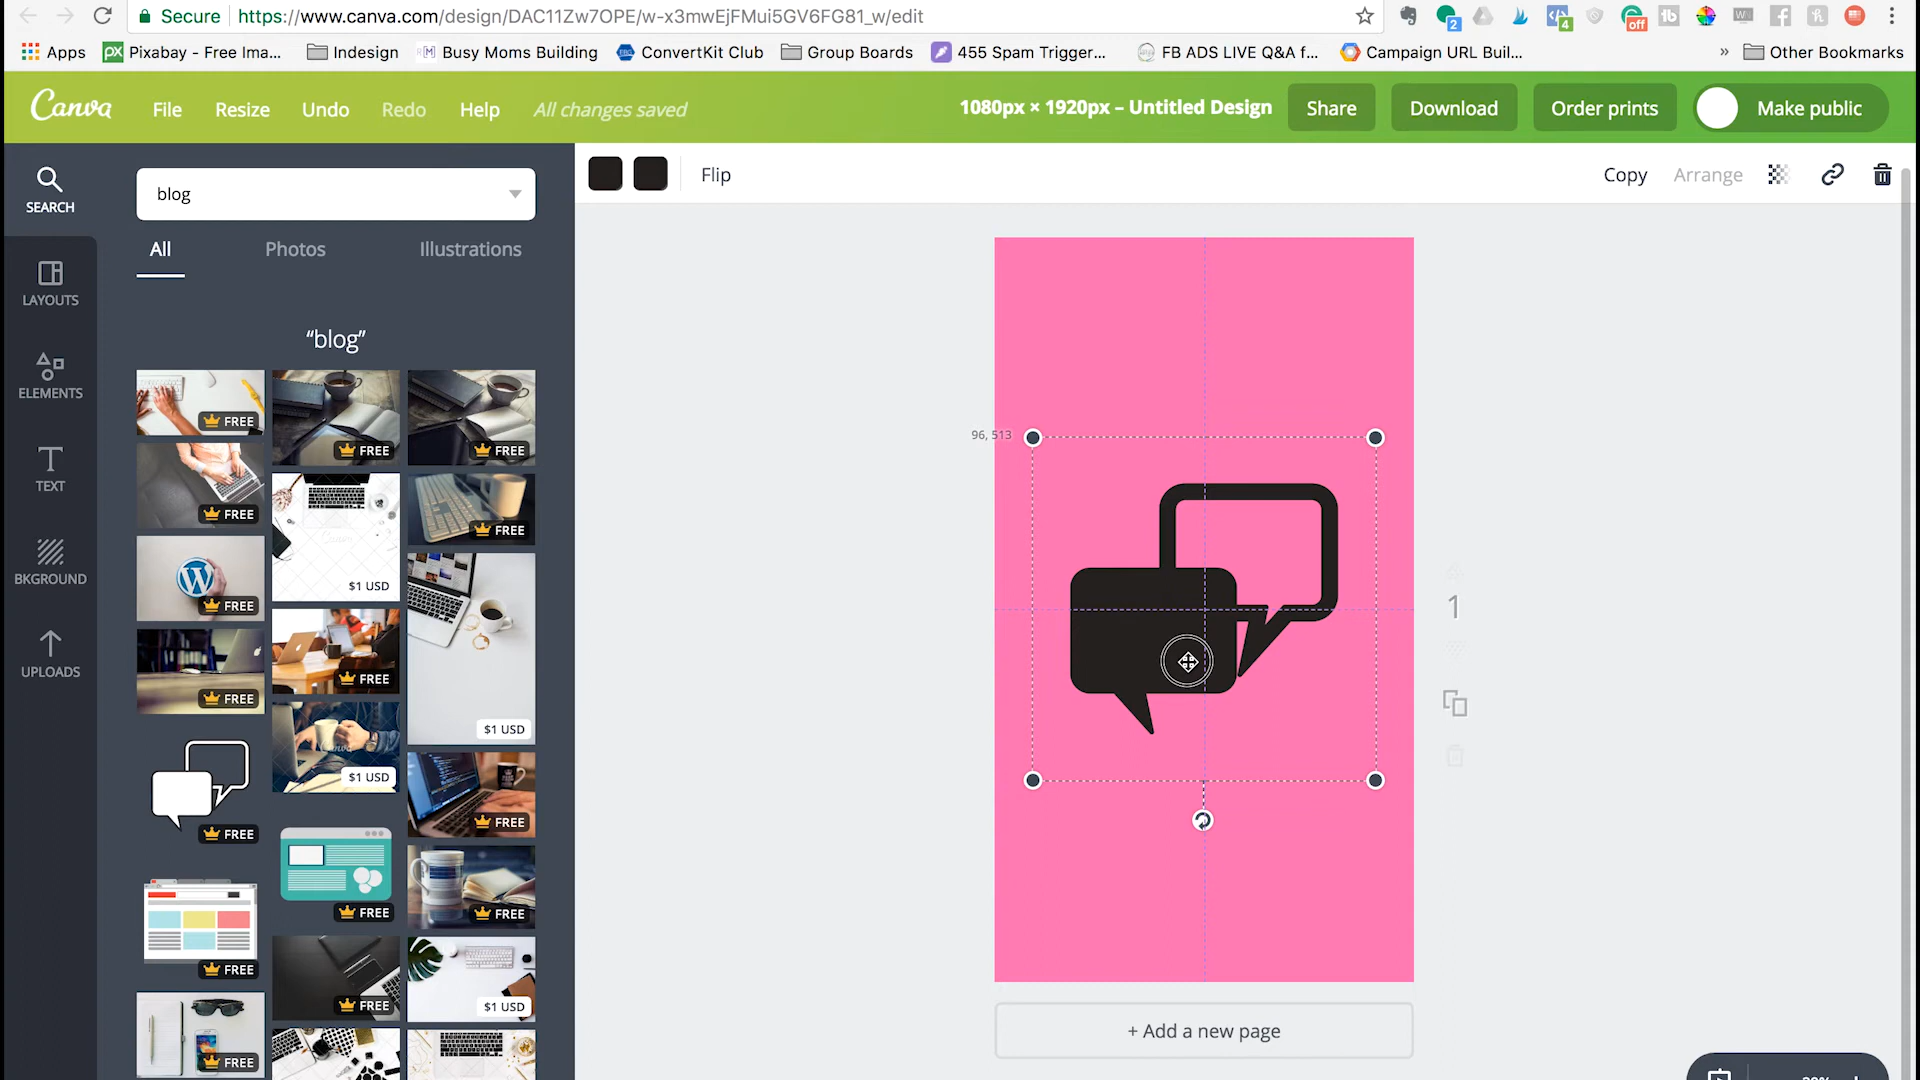 Secure https://www.canva.com/design/DAC11Zw7OPE/w-x3mwEjFMui5GV6FG81_w/edit
2
4
off
Apps Pixabay - Free Ima... Indesign Busy Moms Building ConvertKit Club Group Boards 455 Spam Trigger... FB ADS LIVE Q&A f... Campaign URL Buil... » Other Bookmarks
Canva File Resize Undo Redo Help All changes saved 1080px × 1920px – Untitled Design Share Download Order prints Make public
SEARCH
blog
Flip Copy Arrange
All Photos Illustrations
LAYOUTS
"blog"
ELEMENTS
TEXT
BKGROUND
UPLOADS
FREE
FREE
FREE
FREE
FREE
$1 USD
FREE
FREE
FREE
$1 USD
$1 USD
FREE
FREE
FREE
FREE
FREE
FREE
$1 USD
FREE
96, 513
1
+ Add a new page